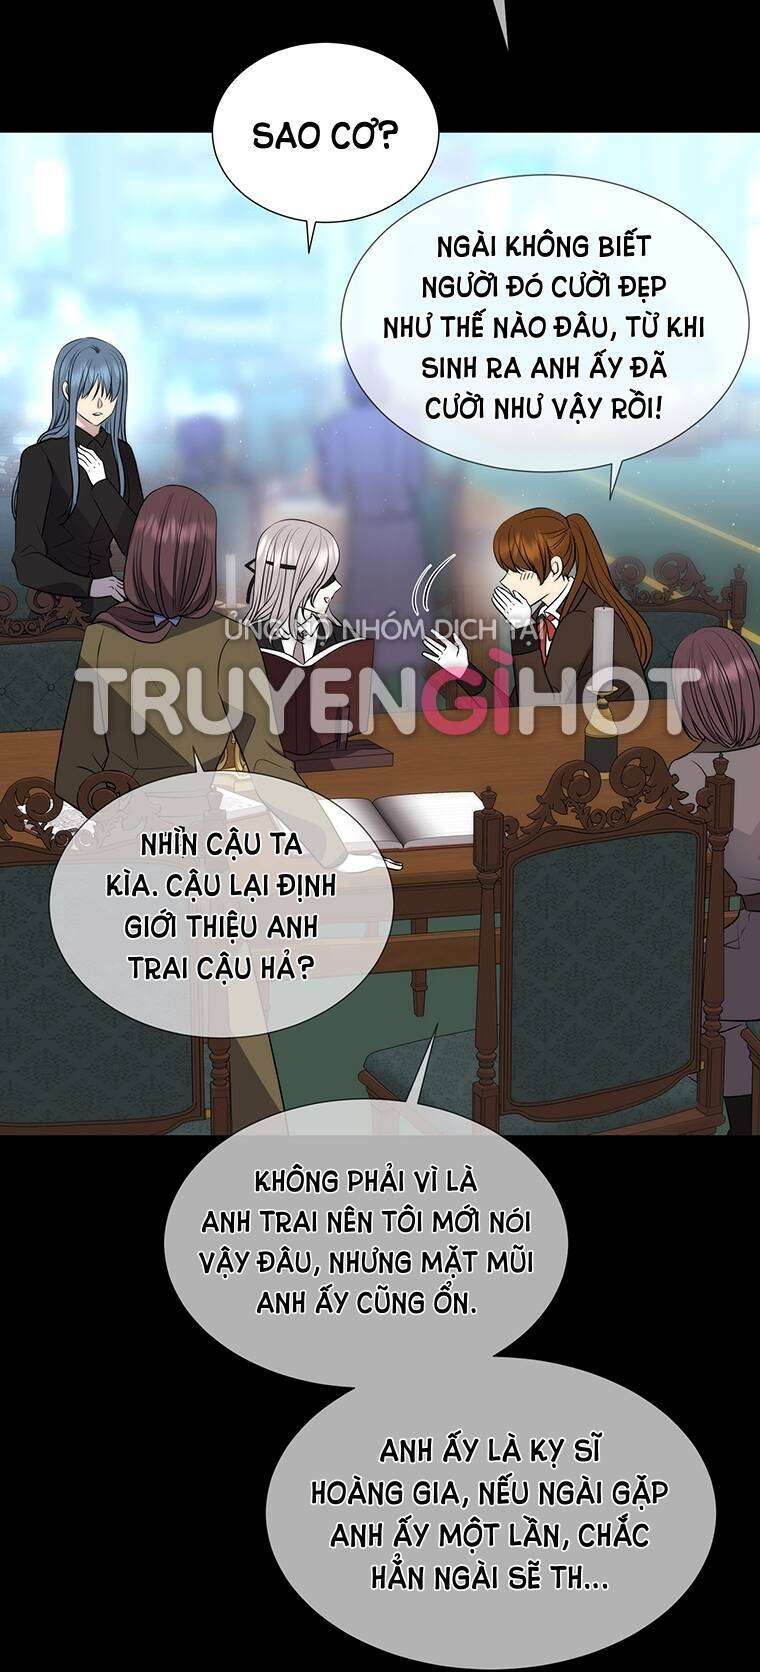 SAO CƠ?
NGÀI KHÔNG BIẾT
NGƯỜI ĐÓ CƯỜI ĐẸP
NHƯ THẾ NÀO ĐÂU, TỪ KHI
SINH RA ANH ẤY ĐÃ
CƯỜI NHƯ VẬY RỒI!
ỦNG HỘ NHÓM DỊCH TẠI
TRUYENGIHOT
NHÌN CẬU TA
KÌA. CẬU LẠI ĐỊNH
GIỚI THIỆU ANH
TRAI CẬU HẢ?
KHÔNG PHẢI VÌ LÀ
ANH TRAI NÊN TÔI MỚI NÓI
VẬY ĐÂU, NHƯNG MẶT MŨI
ANH ẤY CŨNG ỔN.
ANH ẤY LÀ KỴ SĨ
HOÀNG GIA, NẾU NGÀI GẶP
ANH ẤY MỘT LẦN, CHẮC
HẲN NGÀI SẼ TH...